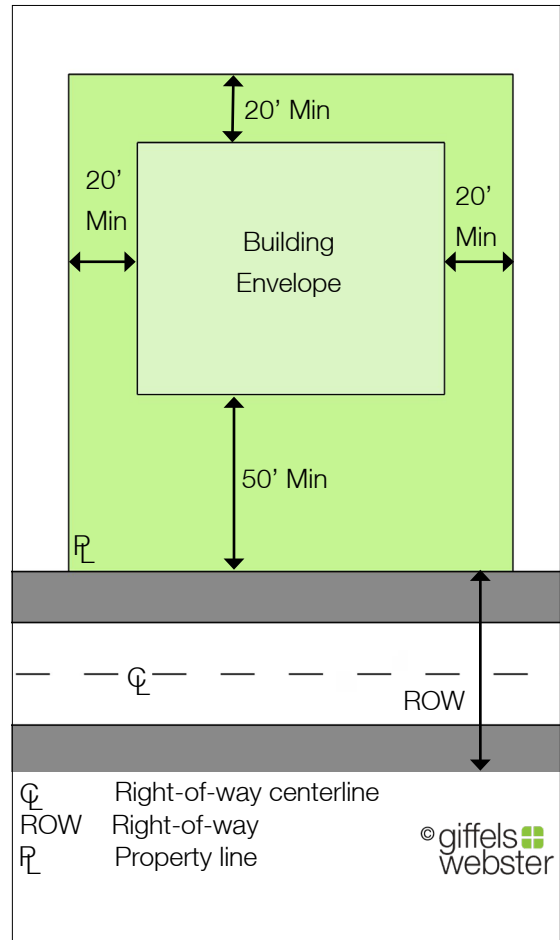 20’ Min
20’
Min
20’
Min
Building
Envelope
50’ Min
PL
CL
ROW
CL Right-of-way centerline
ROW Right-of-way
PL Property line
© giffels
webster